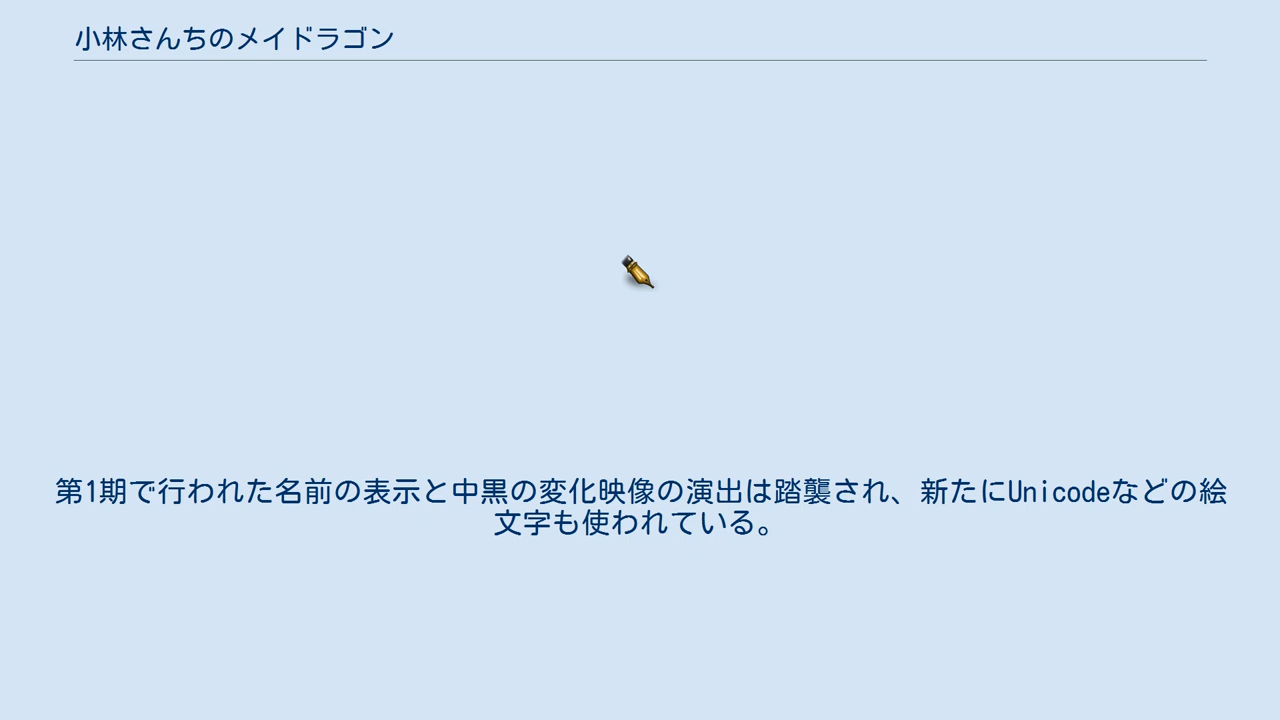 小林さんちのメイドラゴン
第1期で行われた名前の表示と中黒の変化映像の演出は踏襲され、新たにUnicodeなどの絵
文字も使われている。